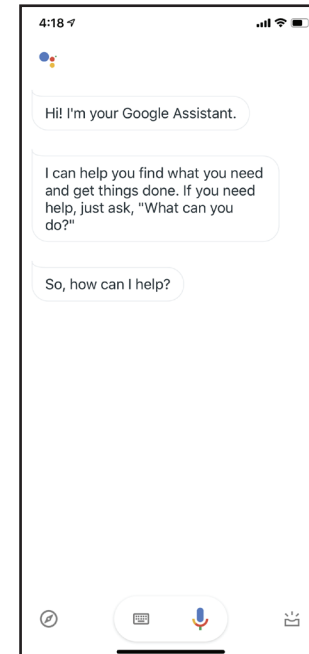 4:18
Hi! I'm your Google Assistant.
I can help you find what you need
and get things done. If you need
help, just ask, "What can you
do?"
So, how can I help?